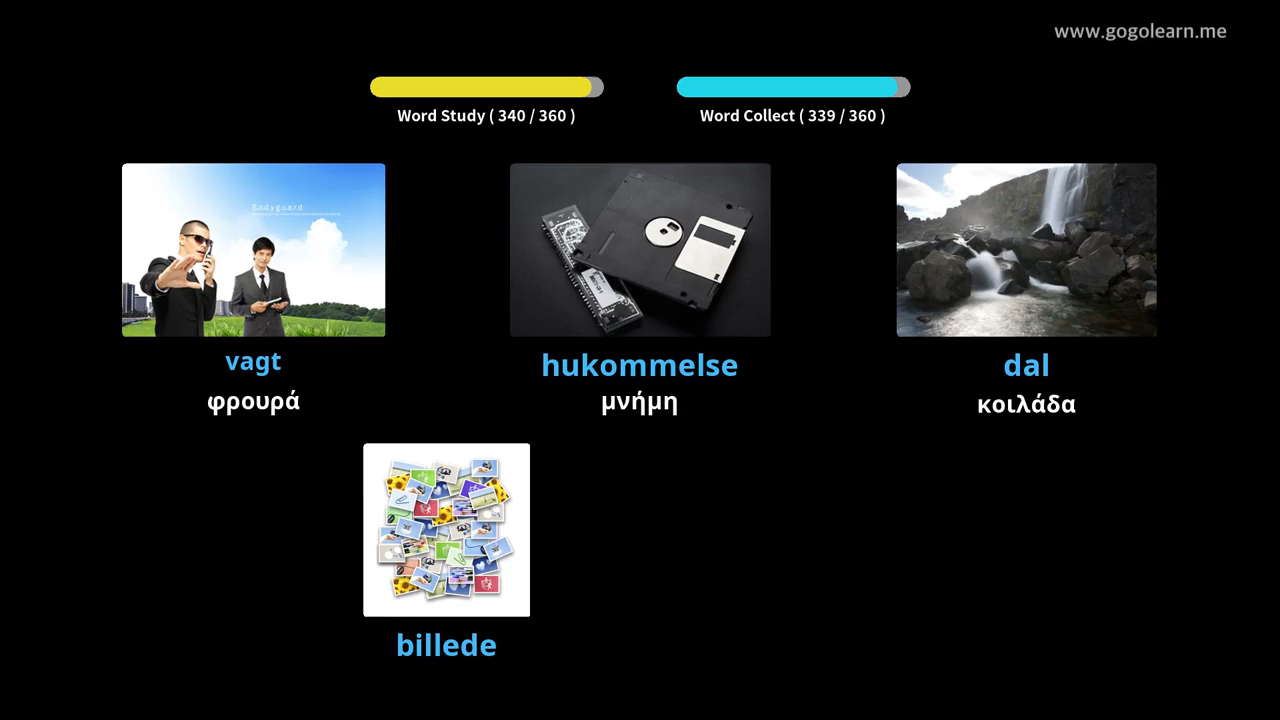 www.gogolearn.me
Word Study ( 340 / 360 )
Word Collect ( 339 / 360 )
Bodyguard
vagt
hukommelse
dal
φρουρά
μνήμη
κοιλάδα
billede